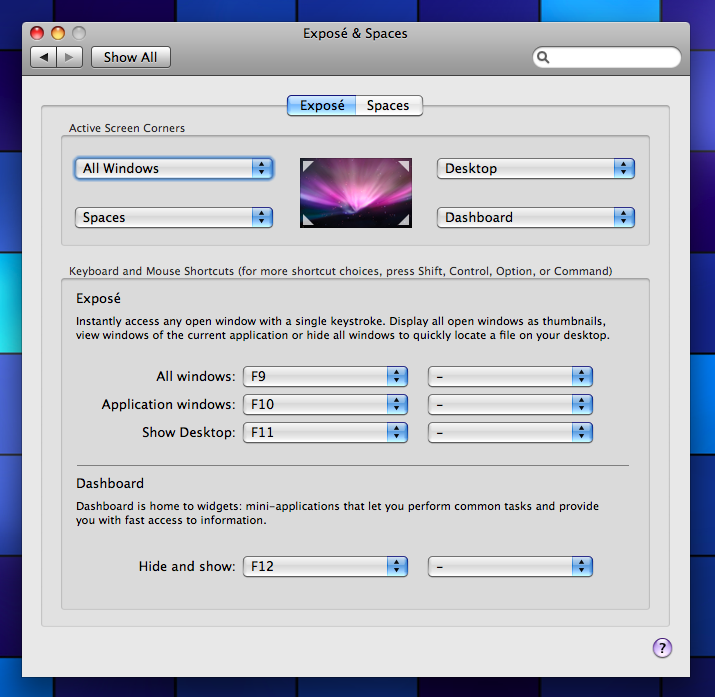 Exposé & Spaces
Show All
Exposé Spaces
Active Screen Corners
All Windows Desktop
Spaces Dashboard
Keyboard and Mouse Shortcuts (for more shortcut choices, press Shift, Control, Option, or Command)
Exposé
Instantly access any open window with a single keystroke. Display all open windows as thumbnails,
view windows of the current application or hide all windows to quickly locate a file on your desktop.
All windows: F9 –
Application windows: F10 –
Show Desktop: F11 –
Dashboard
Dashboard is home to widgets: mini-applications that let you perform common tasks and provide
you with fast access to information.
Hide and show: F12 –
?